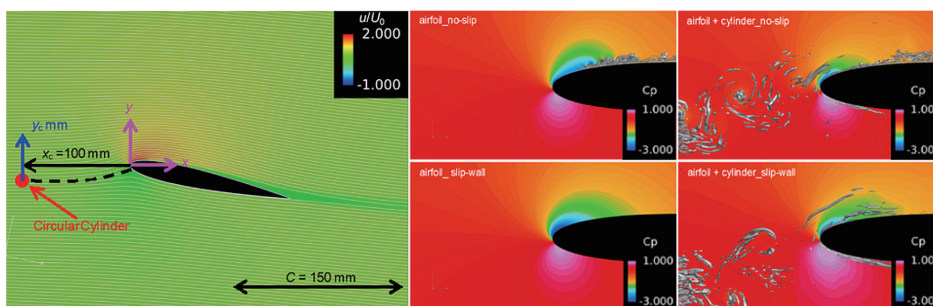 u/U0
2.000
-1.000
y
yc mm
xc =100 mm
x
Circular Cylinder
C = 150 mm
airfoil_no-slip
Cp
1.000
-3.000
airfoil + cylinder_no-slip
Cp
1.000
-3.000
airfoil_ slip-wall
Cp
1.000
-3.000
airfoil + cylinder_slip-wall
Cp
1.000
-3.000